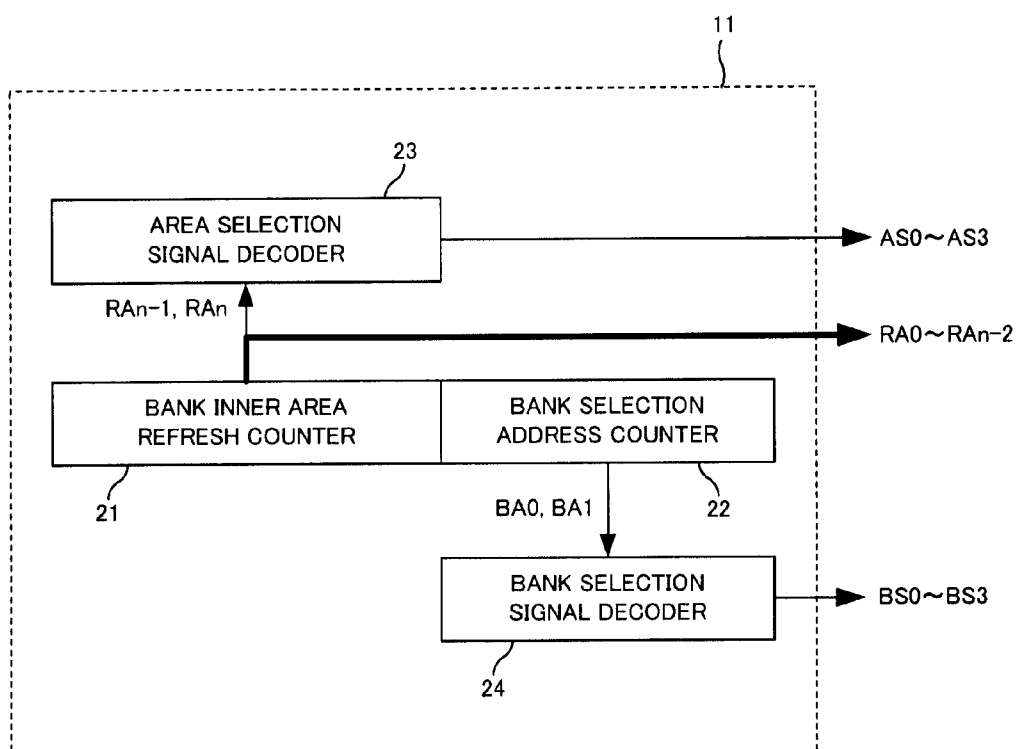 11
23
AREA SELECTION
SIGNAL DECODER
AS0～AS3
RAn-1, RAn
RA0～RAn-2
BANK INNER AREA
REFRESH COUNTER
BANK SELECTION
ADDRESS COUNTER
21
22
BA0, BA1
BANK SELECTION
SIGNAL DECODER
BS0～BS3
24